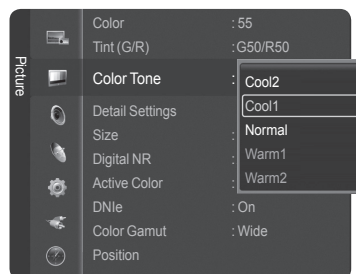 Picture
Color : 55
Tint (G/R) :G50/R50
Color Tone :
Cool2
Cool1
Normal
Warm1
Warm2
Detail Settings
Size :
Digital NR :
Active Color :
DNIe : On
Color Gamut : Wide
Position